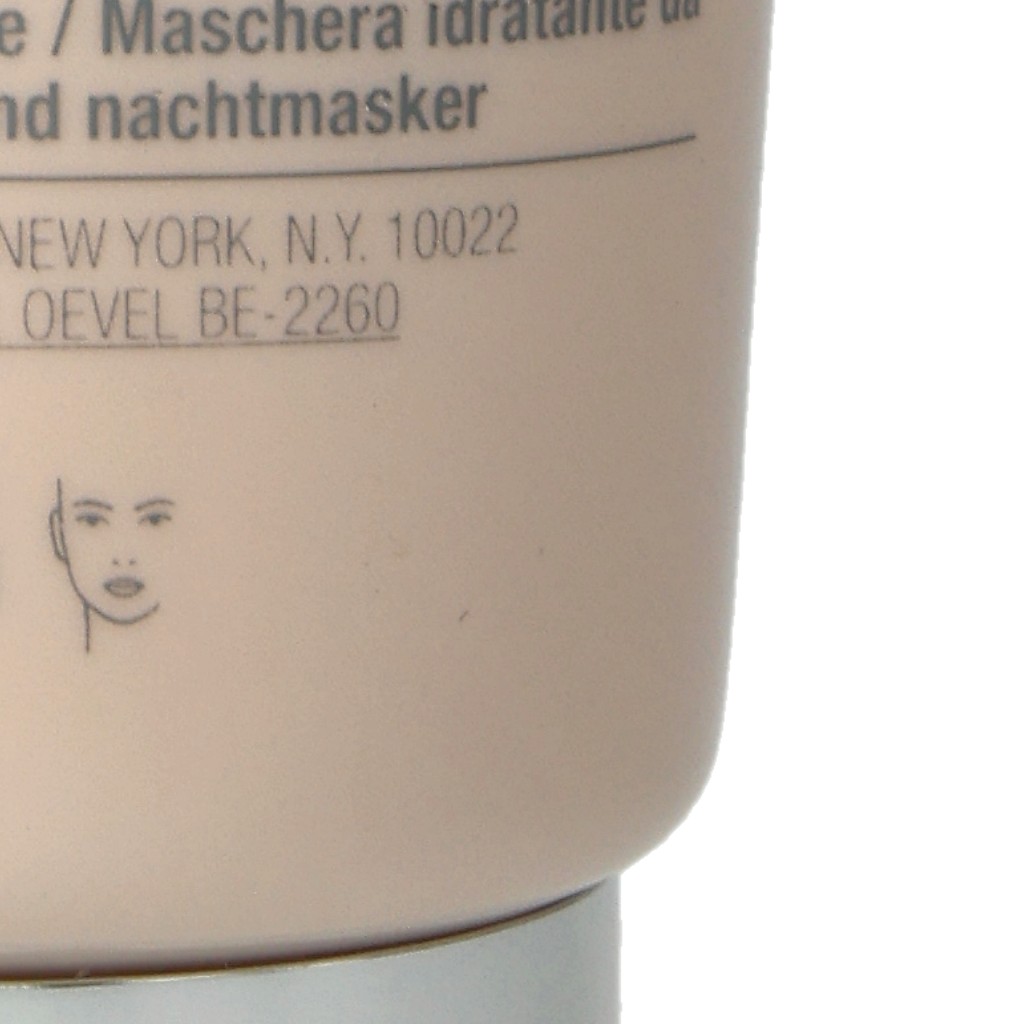 e / Maschera idratante da
nd nachtmasker
NEW YORK, N.Y. 10022
OEVEL BE-2260